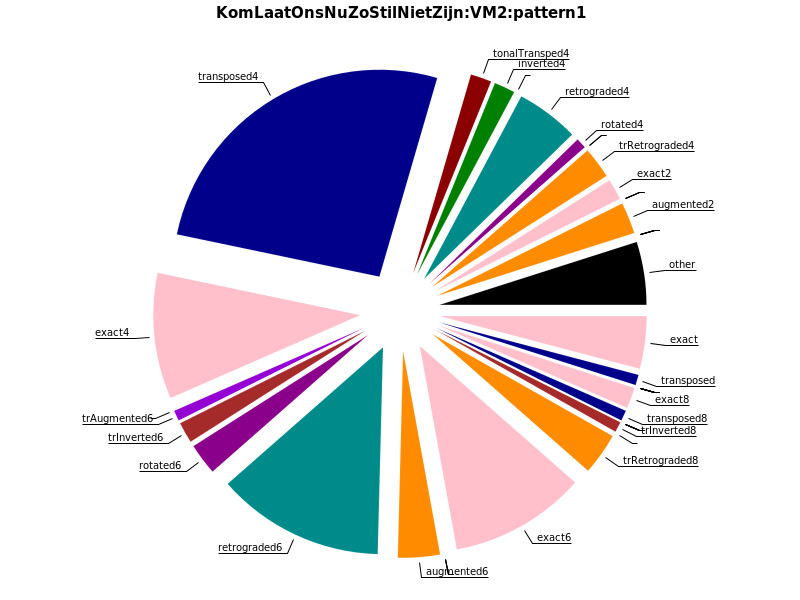 KomLaatOnsNuZoStilNietZijn:VM2:pattern1
tonalTransped4
inverted4
transposed4
retrograded4
rotated4
trRetrograded4
exact2
augmented2
other
exact4
exact
transposed
exact8
trAugmented6
transposed8
trInverted6
trInverted8
rotated6
trRetrograded8
retrograded6
exact6
augmented6